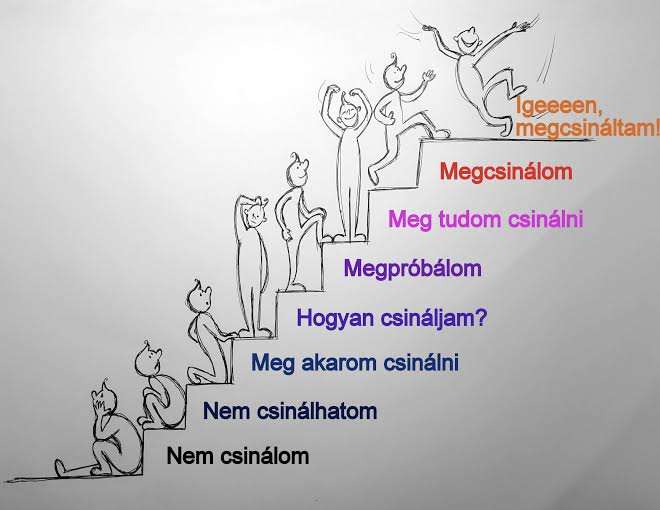 Igeeeen,
megcsináltam!
Megcsinálom
Meg tudom csinálni
Megpróbálom
Hogyan csináljam?
Meg akarom csinálni
Nem csinálhatom
Nem csinálom